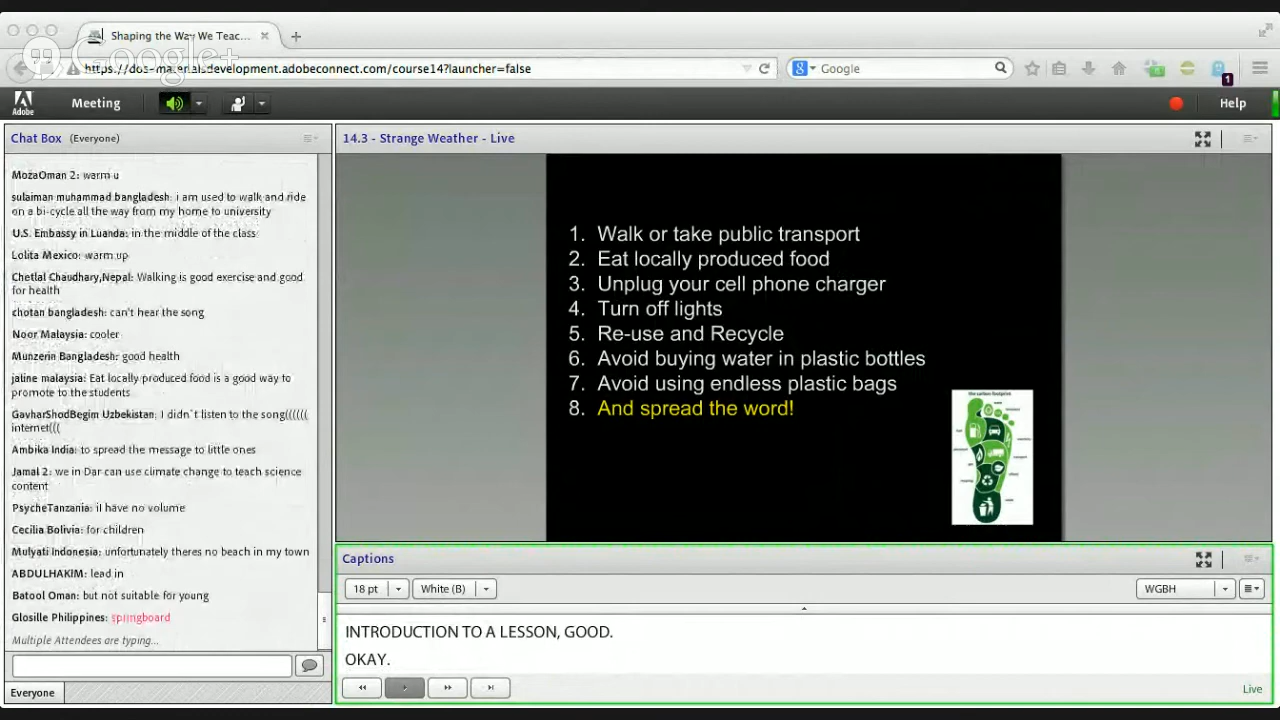 Shaping the Way We Teac...
Google+
https://dos-materialsdevelopment.adobeconnect.com/course14?launcher=false
Google
1
Adobe
Meeting
Help
Chat Box (Everyone)
MozaOman 2: warm u
sulaiman muhammad bangladesh: i am used to walk and ride
on a bi-cycle all the way from my home to university
U.S. Embassy in Luanda: in the middle of the class
Lolita Mexico: warm up
Chetlal Chaudhary,Nepal: Walking is good exercise and good
for health
chotan bangladesh: can't hear the song
Noor Malaysia: cooler
Munzerin Bangladesh: good health
jaline malaysia: Eat locally produced food is a good way to
promote to the students
GavharShodBegim Uzbekistan: I didn't listen to the song((((((
internet(((
Ambika India: to spread the message to little ones
Jamal 2: we in Dar can use climate change to teach science
content
PsycheTanzania: iI have no volume
Cecilia Bolivia: for children
Mulyati Indonesia: unfortunately theres no beach in my town
ABDULHAKIM: lead in
Batool Oman: but not suitable for young
Glosille Philippines: springboard
Multiple Attendees are typing...
Everyone
14.3 - Strange Weather - Live
1. Walk or take public transport
2. Eat locally produced food
3. Unplug your cell phone charger
4. Turn off lights
5. Re-use and Recycle
6. Avoid buying water in plastic bottles
7. Avoid using endless plastic bags
8. And spread the word!
the carbon footprint
Captions
18 pt
White (B)
WGBH
INTRODUCTION TO A LESSON, GOOD.
OKAY.
Live